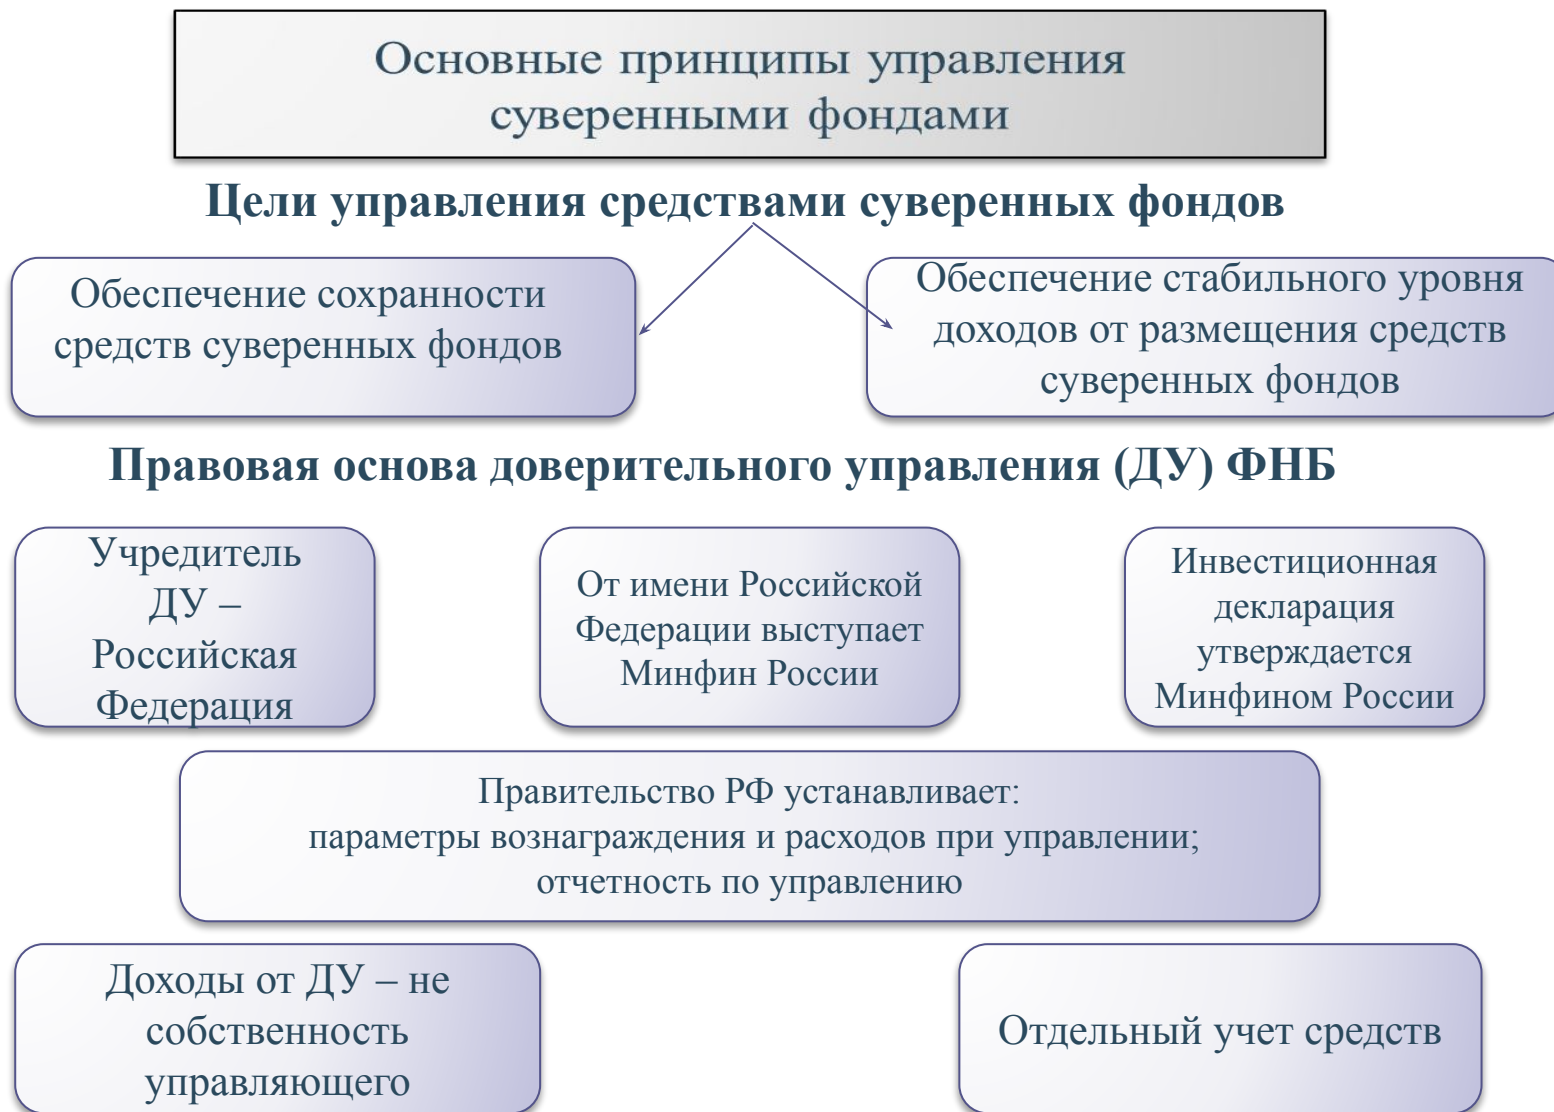 Основные принципы управления
суверенными фондами
Цели управления средствами суверенных фондов
Обеспечение сохранности
средств суверенных фондов
Обеспечение стабильного уровня
доходов от размещения средств
суверенных фондов
Правовая основа доверительного управления (ДУ) ФНБ
Учредитель
ДУ –
Российская
Федерация
От имени Российской
Федерации выступает
Минфин России
Инвестиционная
декларация
утверждается
Минфином России
Правительство РФ устанавливает:
параметры вознаграждения и расходов при управлении;
отчетность по управлению
Доходы от ДУ – не
собственность
управляющего
Отдельный учет средств